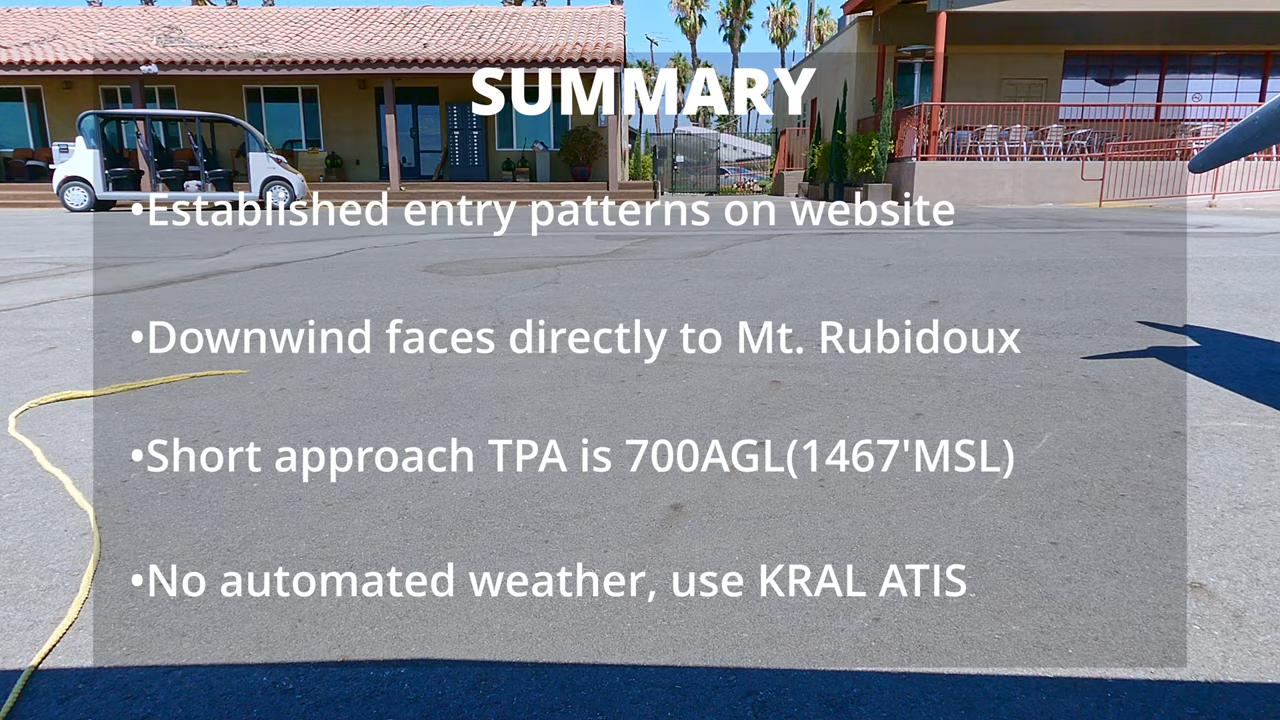 SUMMARY
•Established entry patterns on website
•Downwind faces directly to Mt. Rubidoux
•Short approach TPA is 700AGL(1467'MSL)
•No automated weather, use KRAL ATIS